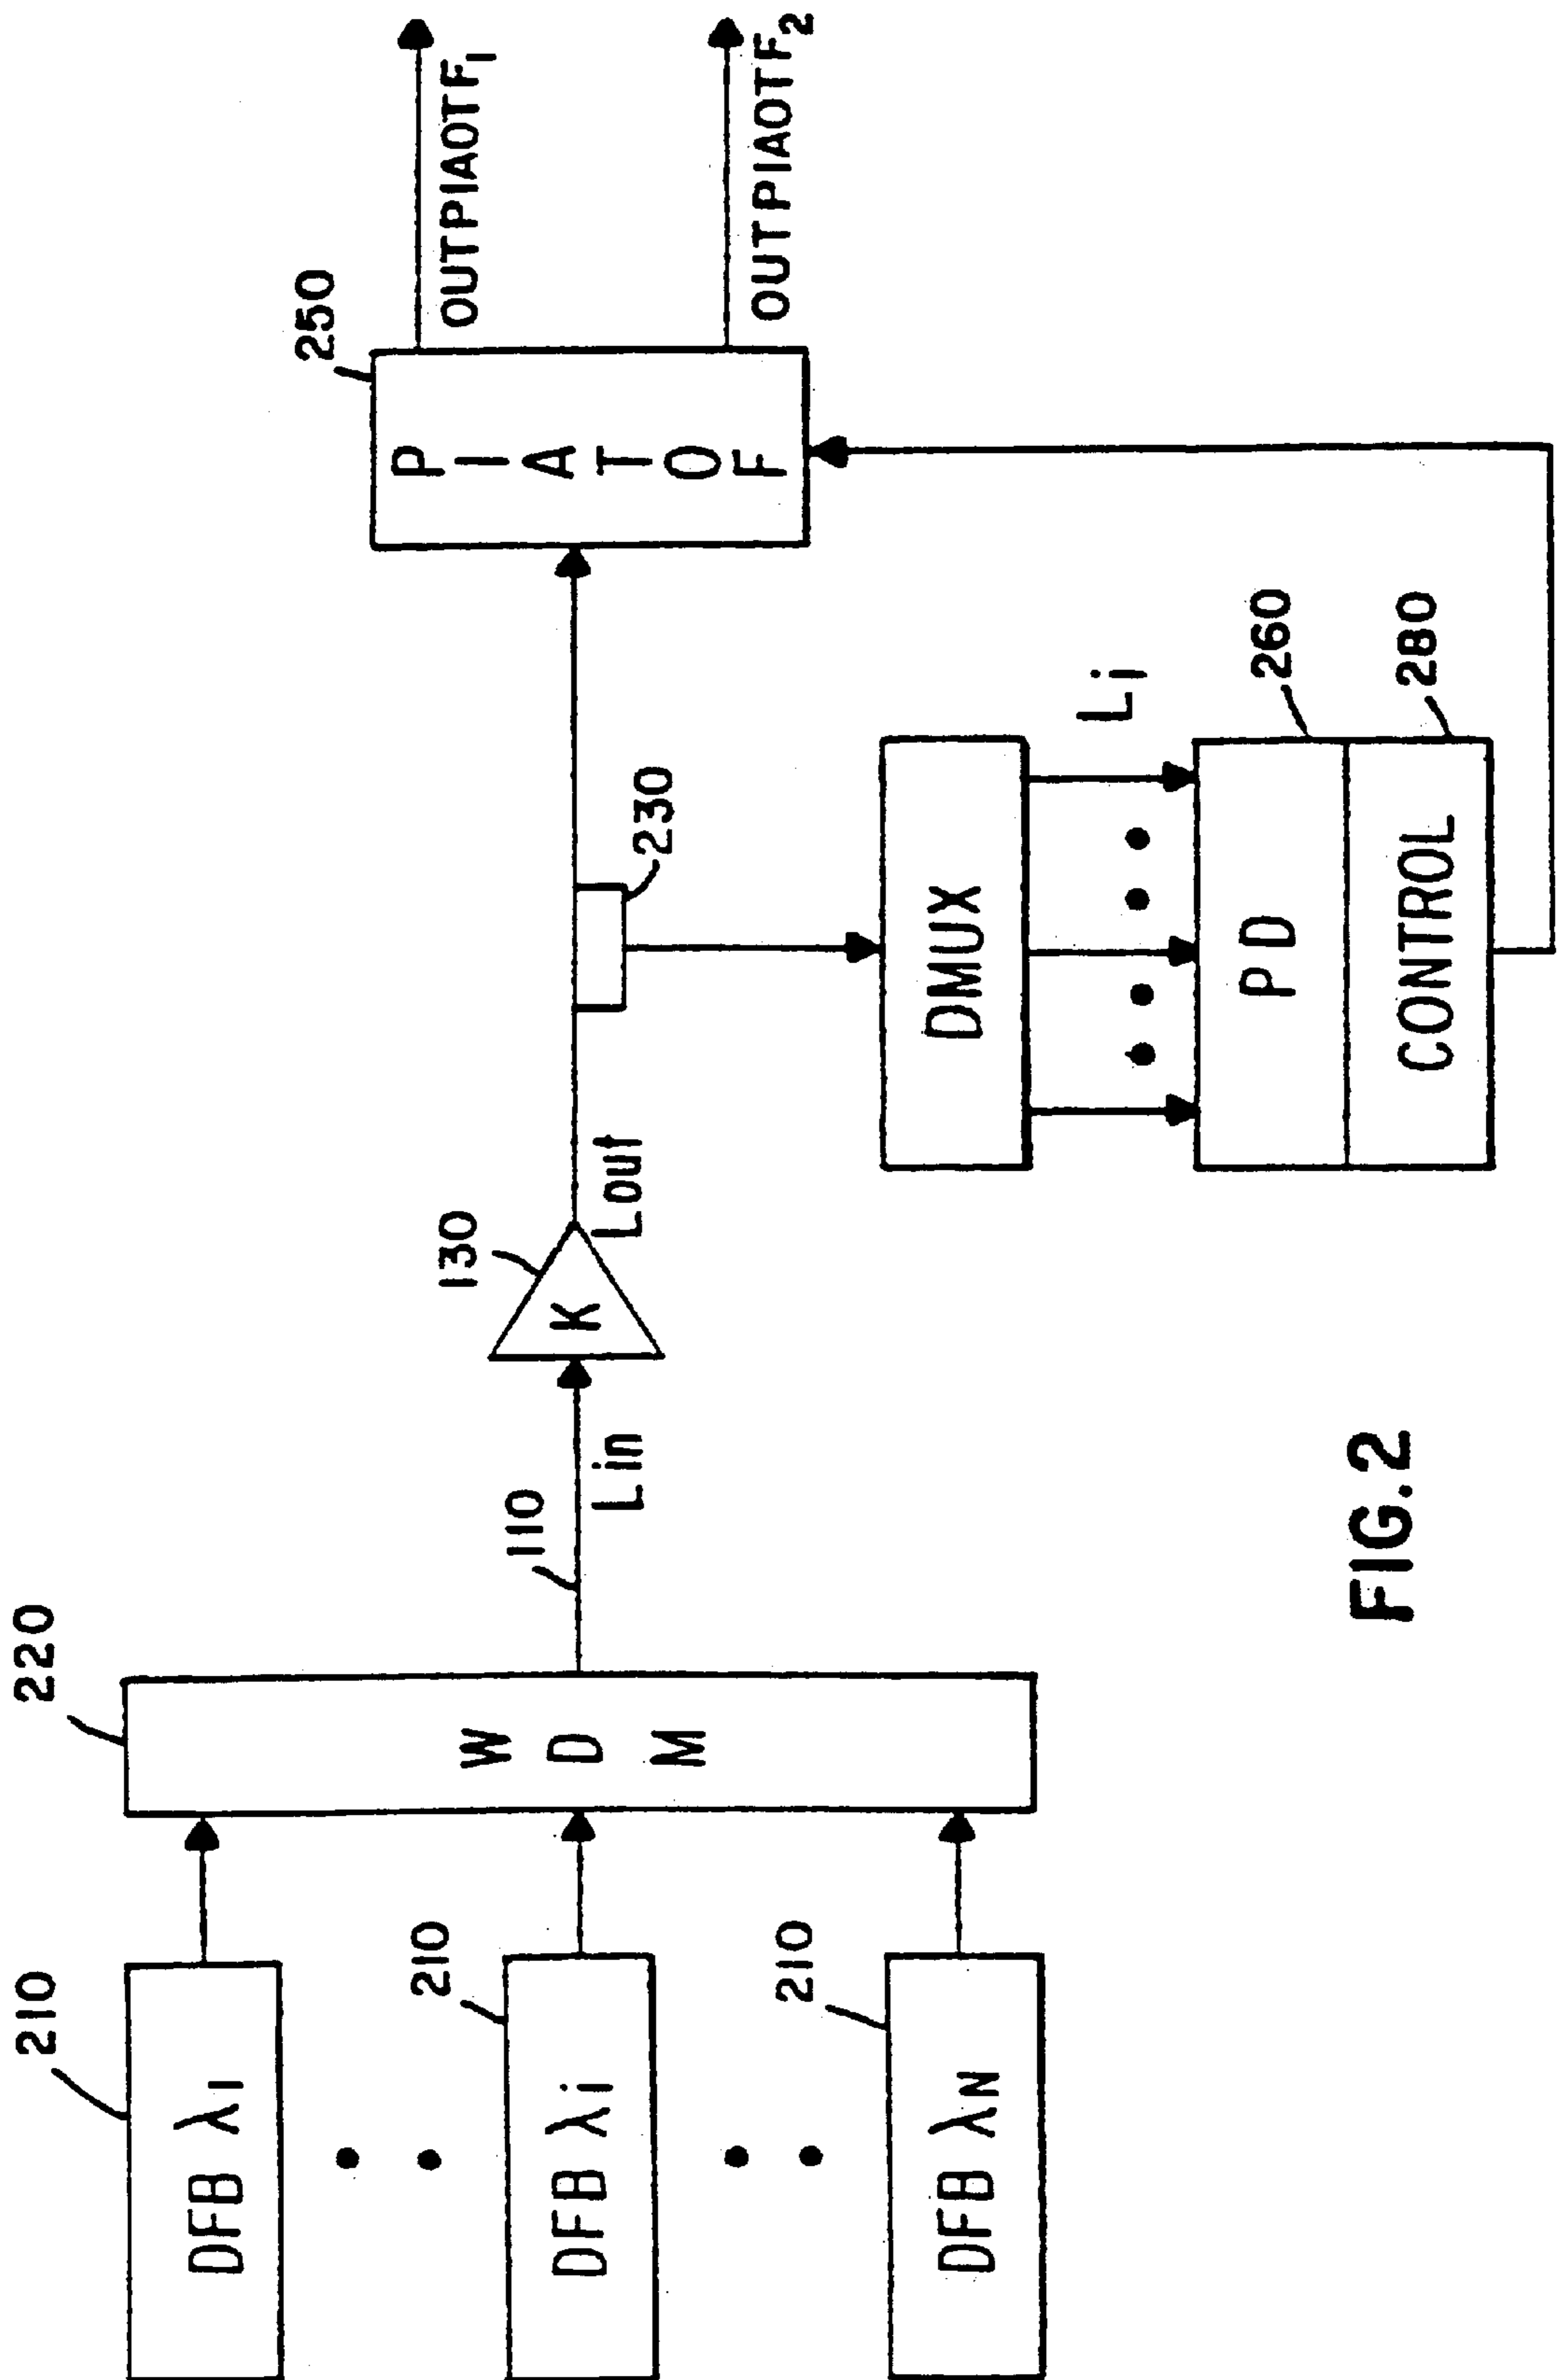 210
DFB λ1
210
DFB λi
210
DFB λN
220
WDM
110
Lin
130
K
Lout
230
DMUX
Li
PD
260
CONTROL
280
250
PIATOF
OUTPIAOTF1
OUTPIAOTF2
FIG.2